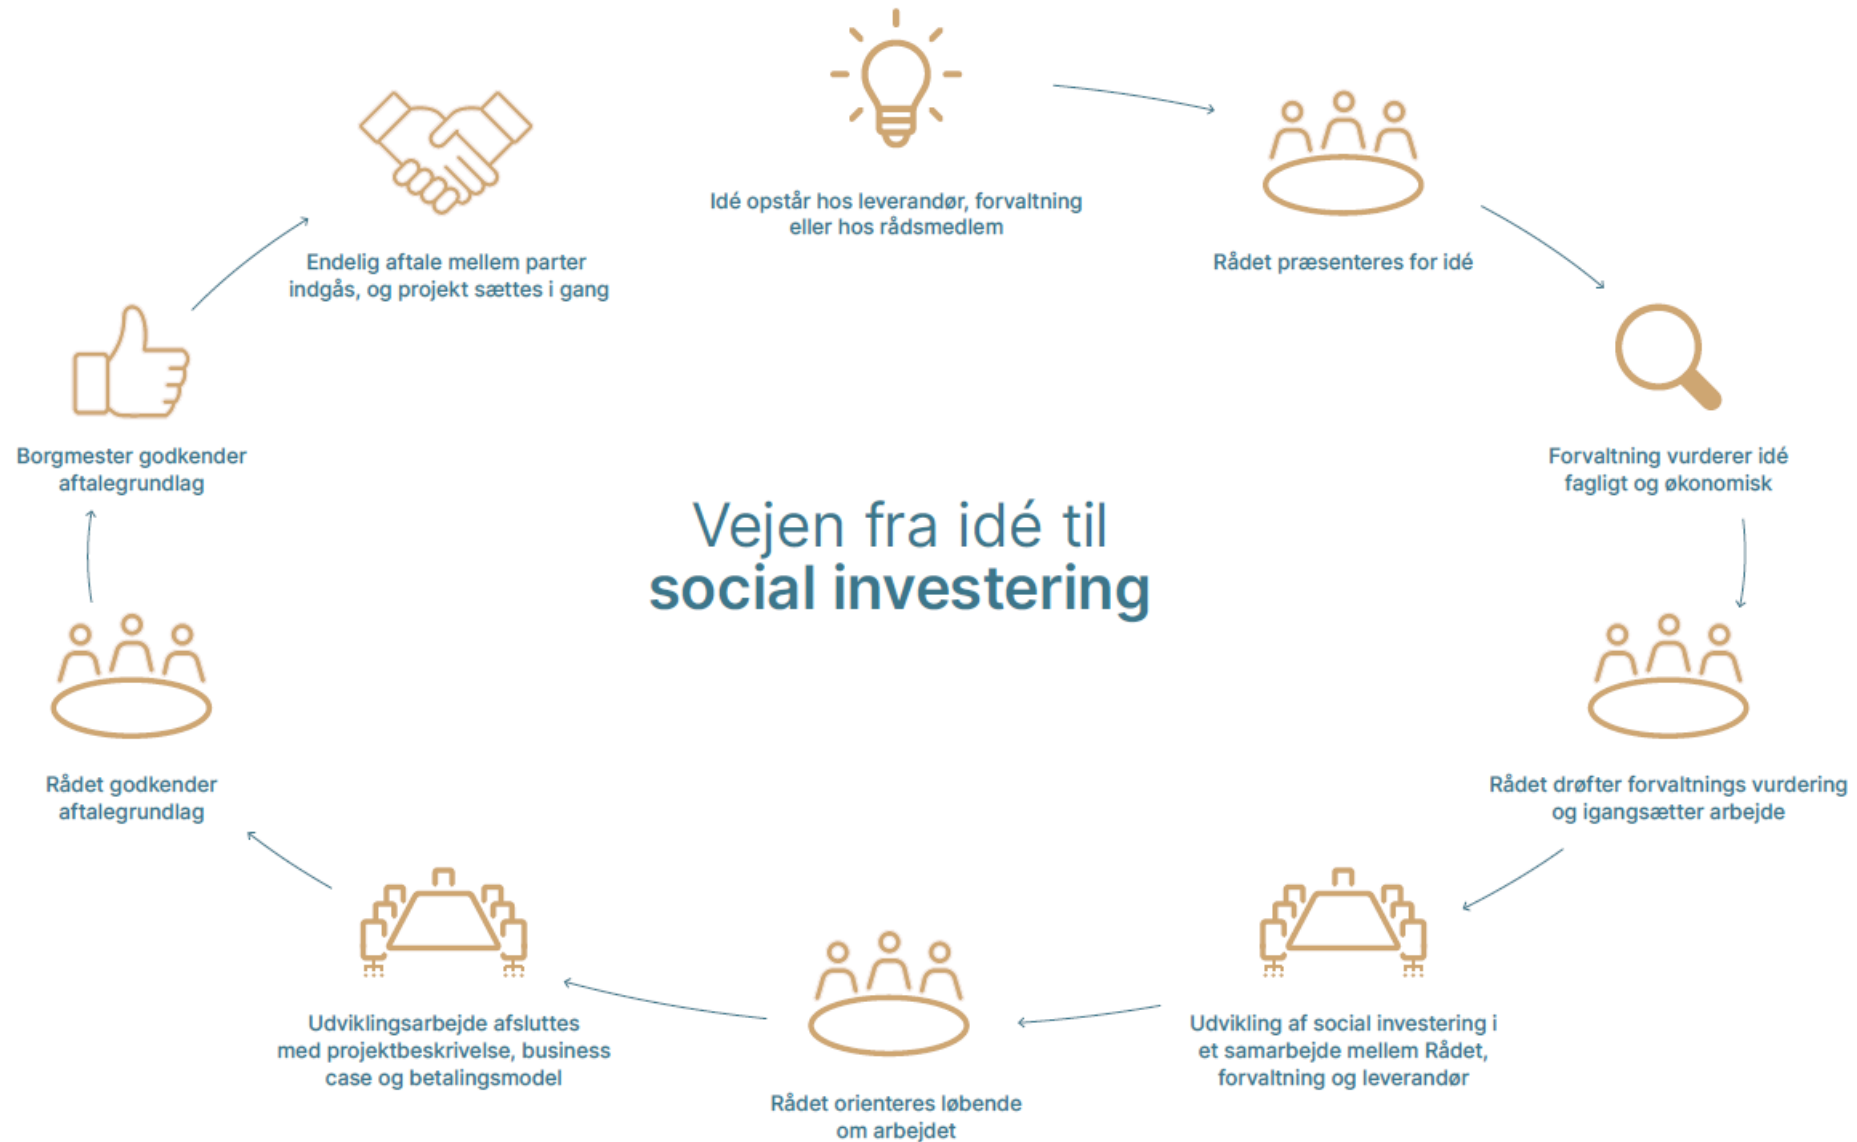 Idé opstår hos leverandør, forvaltning
eller hos rådsmedlem
Rådet præsenteres for idé
Forvaltning vurderer idé
fagligt og økonomisk
Rådet drøfter forvaltnings vurdering
og igangsætter arbejde
Udvikling af social investering i
et samarbejde mellem Rådet,
forvaltning og leverandør
Rådet orienteres løbende
om arbejdet
Udviklingsarbejde afsluttes
med projektbeskrivelse, business
case og betalingsmodel
Rådet godkender
aftalegrundlag
Borgmester godkender
aftalegrundlag
Endelig aftale mellem parter
indgås, og projekt sættes i gang
Vejen fra idé til
social investering